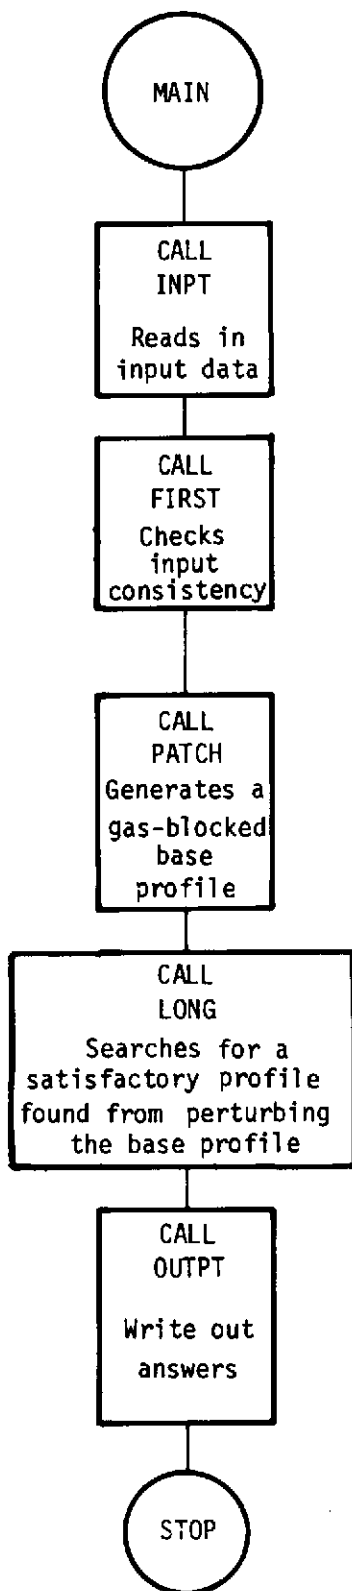 MAIN
CALL
INPT
Reads in
input data
CALL
FIRST
Checks
input
consistency
CALL
PATCH
Generates a
gas-blocked
base
profile
CALL
LONG
Searches for a
satisfactory profile
found from perturbing
the base profile
CALL
OUTPT
Write out
answers
STOP